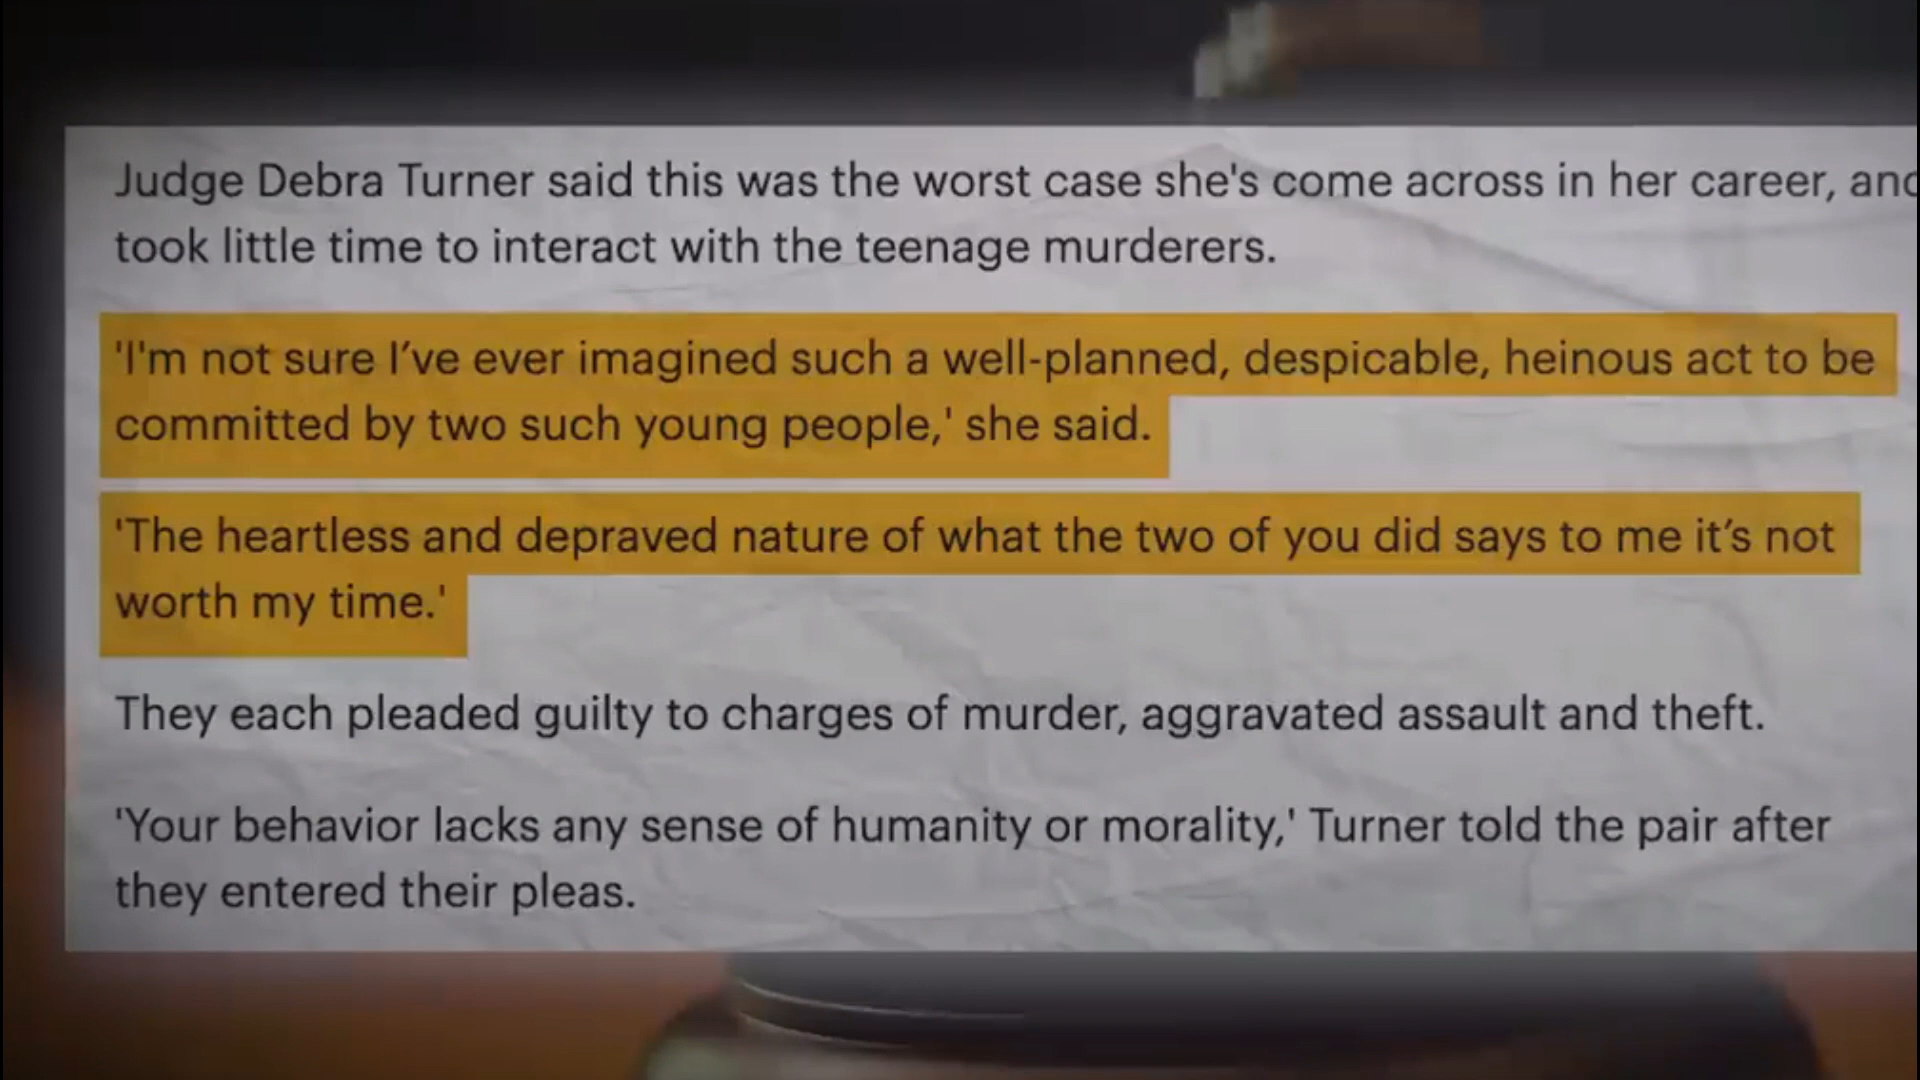 Judge Debra Turner said this was the worst case she's come across in her career, and
took little time to interact with the teenage murderers.
'I'm not sure I’ve ever imagined such a well-planned, despicable, heinous act to be
committed by two such young people,' she said.
'The heartless and depraved nature of what the two of you did says to me it’s not
worth my time.'
They each pleaded guilty to charges of murder, aggravated assault and theft.
'Your behavior lacks any sense of humanity or morality,' Turner told the pair after
they entered their pleas.